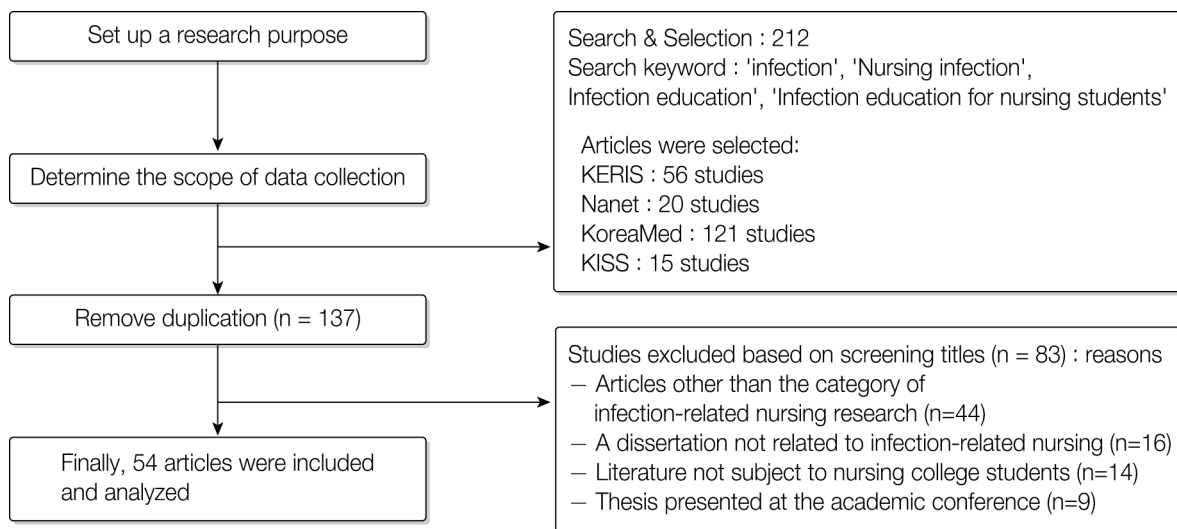 Set up a research purpose
Search & Selection : 212
Search keyword : 'infection', 'Nursing infection',
Infection education', 'Infection education for nursing students'
Articles were selected:
KERIS : 56 studies
Nanet : 20 studies
KoreaMed : 121 studies
KISS : 15 studies
Determine the scope of data collection
Remove duplication (n = 137)
Studies excluded based on screening titles (n = 83) : reasons
– Articles other than the category of
infection-related nursing research (n=44)
– A dissertation not related to infection-related nursing (n=16)
– Literature not subject to nursing college students (n=14)
– Thesis presented at the academic conference (n=9)
Finally, 54 articles were included
and analyzed